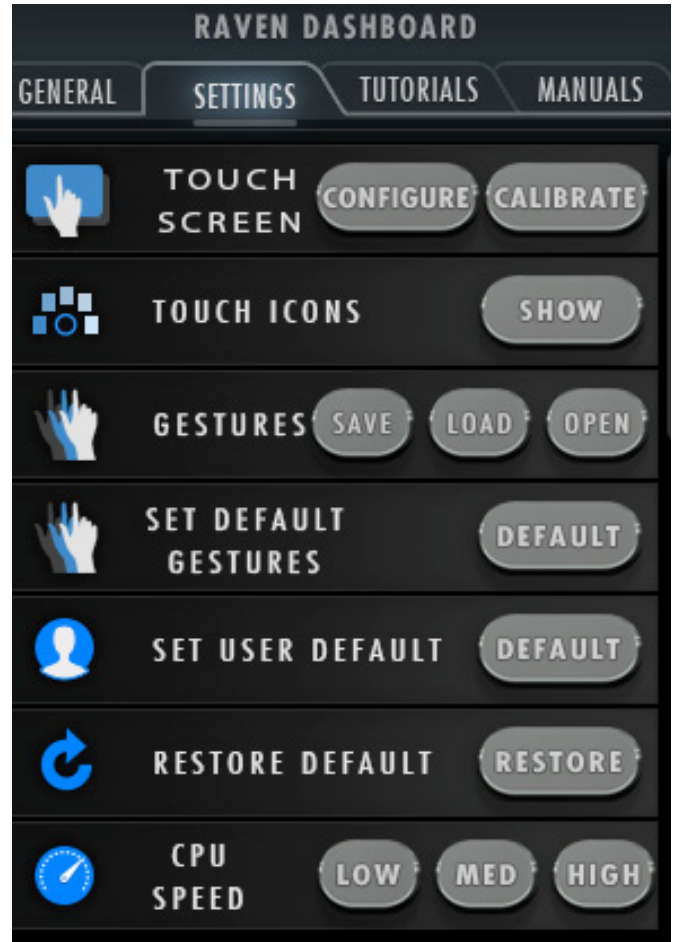 RAVEN DASHBOARD
GENERAL SETTINGS TUTORIALS MANUALS
TOUCH
SCREEN
CONFIGURE CALIBRATE
TOUCH ICONS SHOW
GESTURES SAVE LOAD OPEN
SET DEFAULT
GESTURES
DEFAULT
SET USER DEFAULT DEFAULT
RESTORE DEFAULT RESTORE
CPU
SPEED
LOW MED HIGH